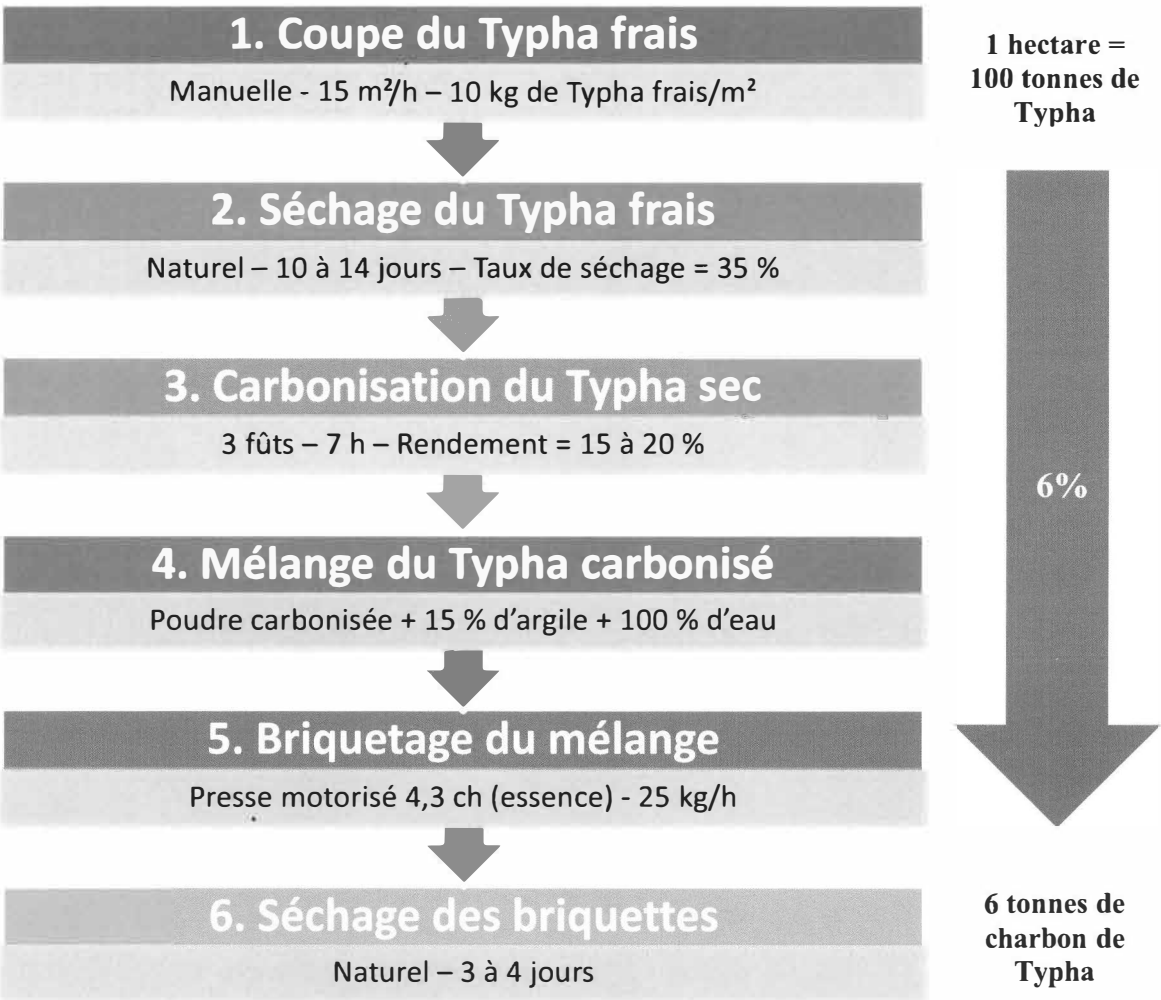 1. Coupe du Typha frais
Manuelle - 15 m²/h – 10 kg de Typha frais/m²
2. Séchage du Typha frais
Naturel – 10 à 14 jours – Taux de séchage = 35 %
3. Carbonisation du Typha sec
3 fûts – 7 h – Rendement = 15 à 20 %
4. Mélange du Typha carbonisé
Poudre carbonisée + 15 % d'argile + 100 % d'eau
5. Briquetage du mélange
Presse motorisé 4,3 ch (essence) - 25 kg/h
6. Séchage des briquettes
Naturel – 3 à 4 jours
1 hectare =
100 tonnes de
Typha
6%
6 tonnes de
charbon de
Typha